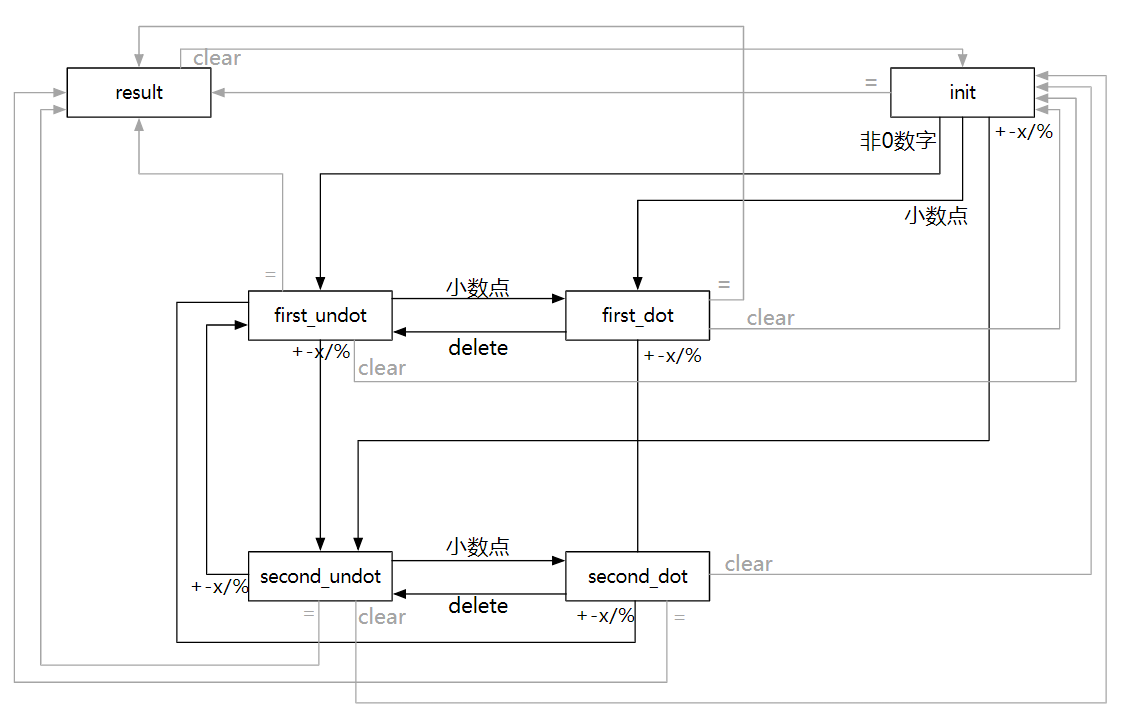 clear
result
=
init
+-x/%
非0数字
小数点
=
小数点
=
first_undot
first_dot
clear
delete
+-x/%
+-x/%
clear
小数点
clear
second_undot
second_dot
+-x/%
delete
=
clear
+-x/%
=